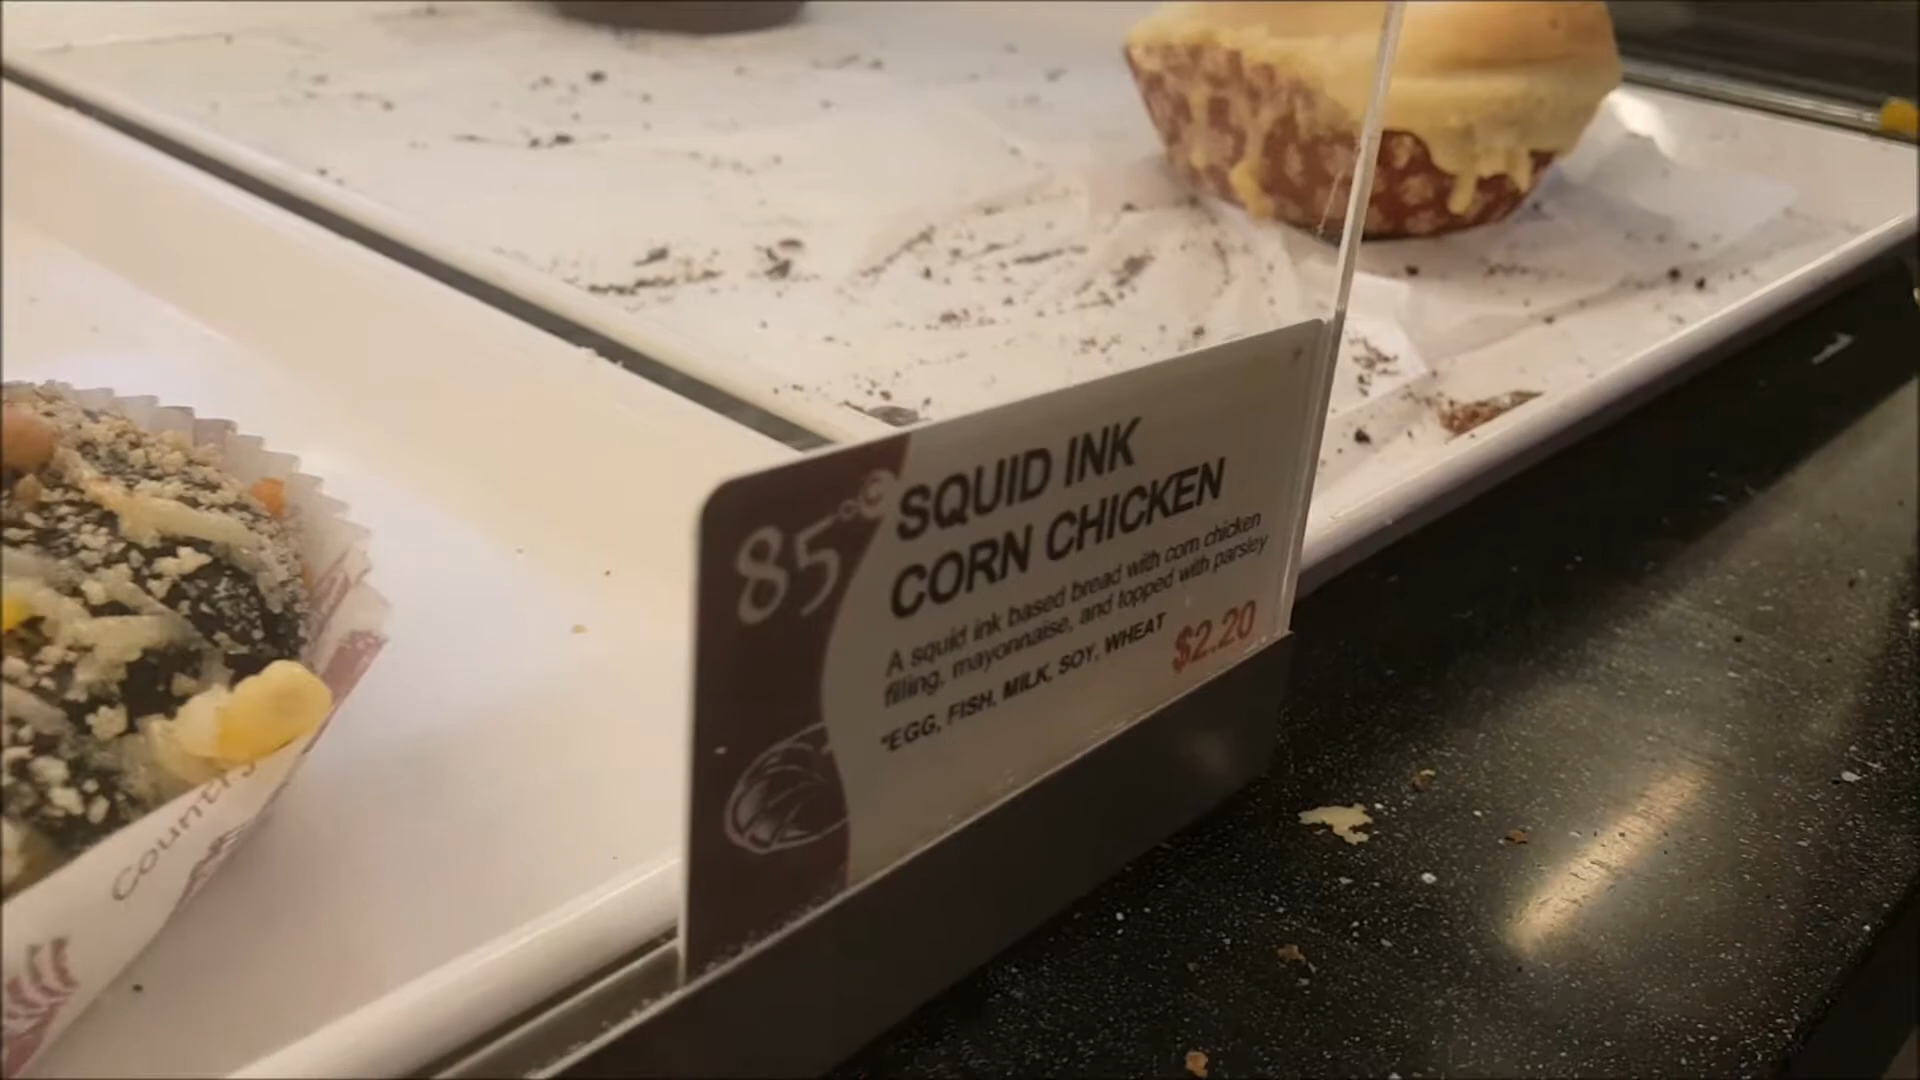 85°C
SQUID INK
CORN CHICKEN
A squid ink based bread with corn chicken
filling, mayonnaise, and topped with parsley
*EGG, FISH, MILK, SOY, WHEAT
$2.20
Country